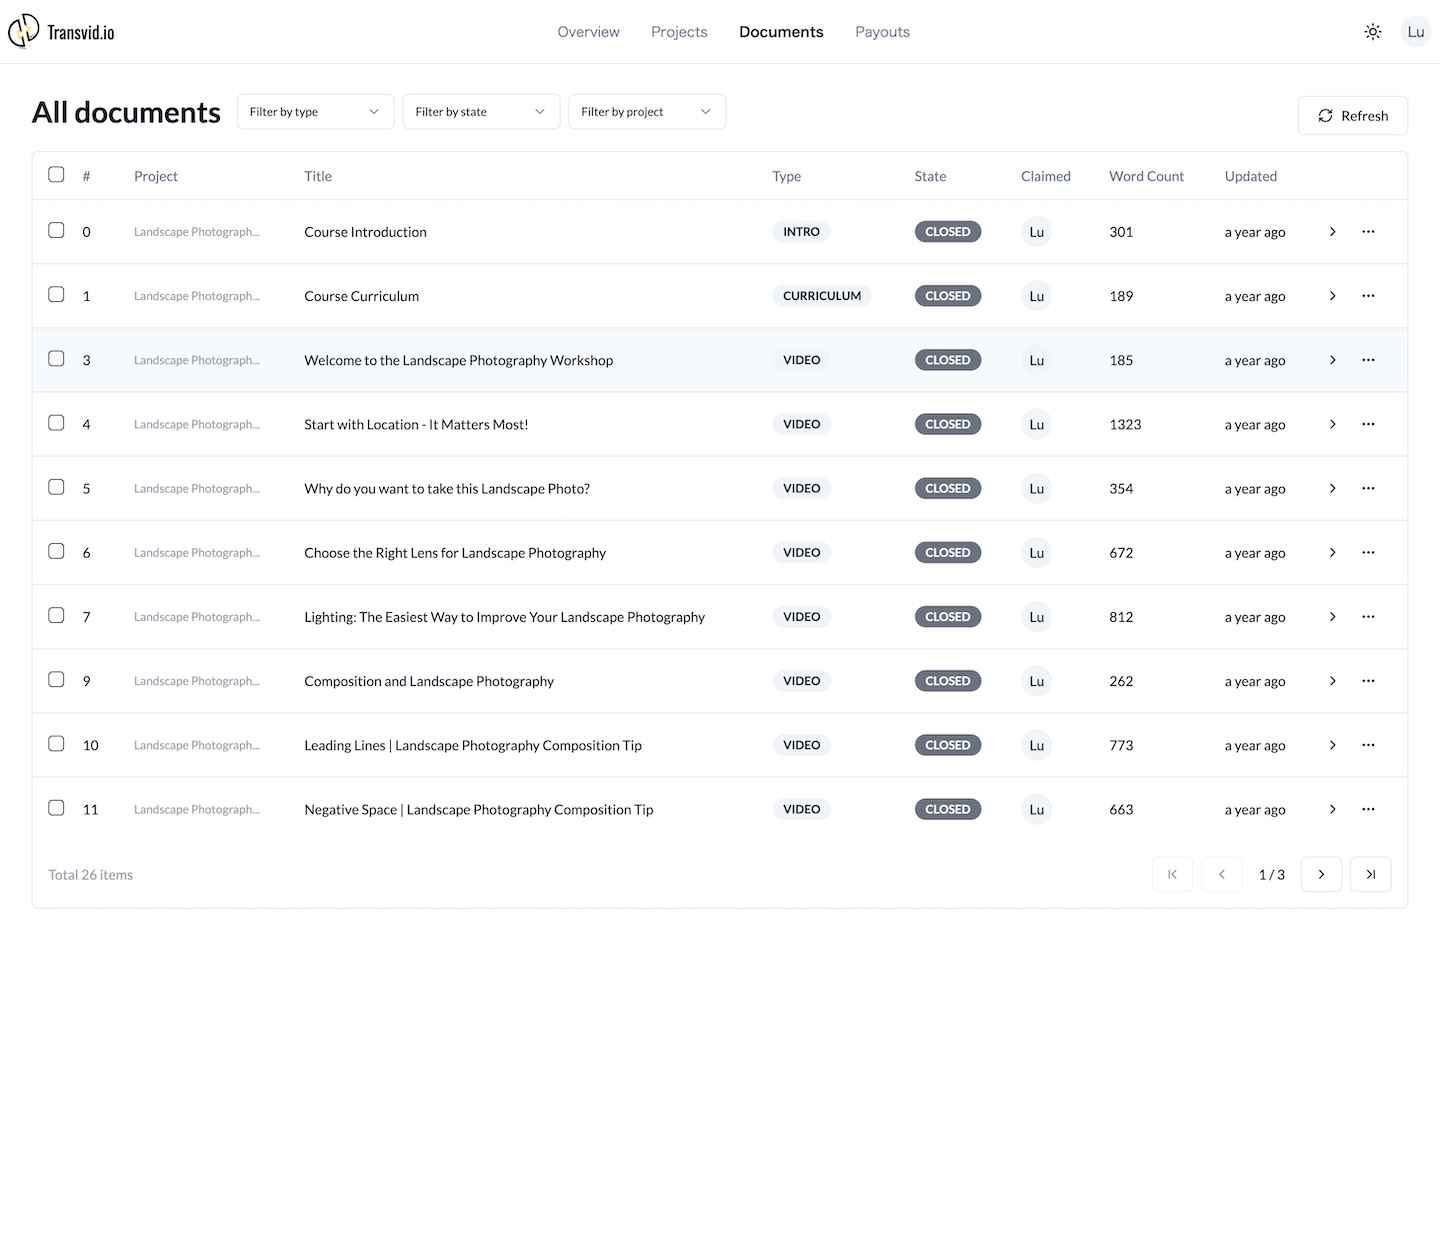 Transvid.io
Overview Projects Documents Payouts
Lu
All documents
Filter by type Filter by state Filter by project
Refresh
# Project Title Type State Claimed Word Count Updated
0 Landscape Photograph... Course Introduction INTRO CLOSED Lu 301 a year ago
1 Landscape Photograph... Course Curriculum CURRICULUM CLOSED Lu 189 a year ago
3 Landscape Photograph... Welcome to the Landscape Photography Workshop VIDEO CLOSED Lu 185 a year ago
4 Landscape Photograph... Start with Location - It Matters Most! VIDEO CLOSED Lu 1323 a year ago
5 Landscape Photograph... Why do you want to take this Landscape Photo? VIDEO CLOSED Lu 354 a year ago
6 Landscape Photograph... Choose the Right Lens for Landscape Photography VIDEO CLOSED Lu 672 a year ago
7 Landscape Photograph... Lighting: The Easiest Way to Improve Your Landscape Photography VIDEO CLOSED Lu 812 a year ago
9 Landscape Photograph... Composition and Landscape Photography VIDEO CLOSED Lu 262 a year ago
10 Landscape Photograph... Leading Lines | Landscape Photography Composition Tip VIDEO CLOSED Lu 773 a year ago
11 Landscape Photograph... Negative Space | Landscape Photography Composition Tip VIDEO CLOSED Lu 663 a year ago
Total 26 items
1 / 3